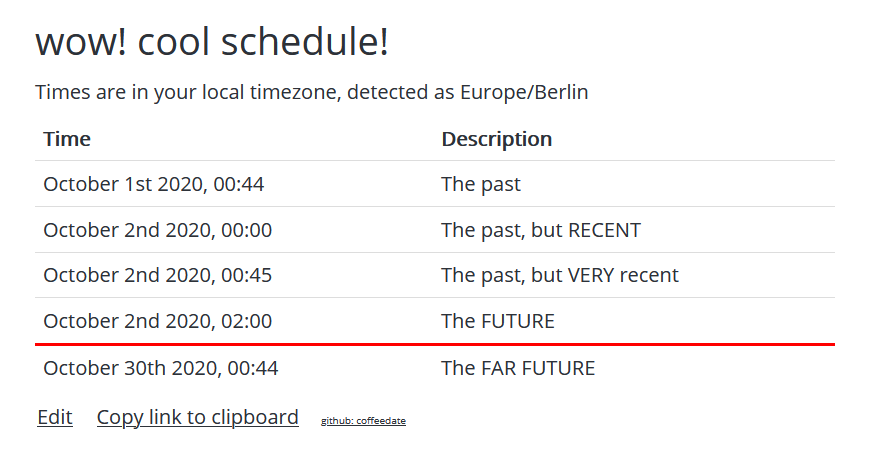 wow! cool schedule!
Times are in your local timezone, detected as Europe/Berlin
Time Description
October 1st 2020, 00:44 The past
October 2nd 2020, 00:00 The past, but RECENT
October 2nd 2020, 00:45 The past, but VERY recent
October 2nd 2020, 02:00 The FUTURE
October 30th 2020, 00:44 The FAR FUTURE
Edit Copy link to clipboard github: coffeedate